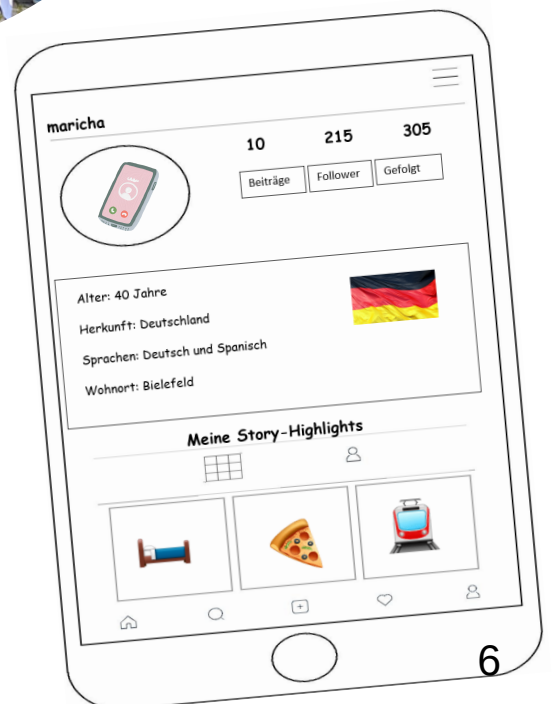 maricha
10 215 305
Beiträge Follower Gefolgt
Alter: 40 Jahre
Herkunft: Deutschland
Sprachen: Deutsch und Spanisch
Wohnort: Bielefeld
Meine Story-Highlights
6